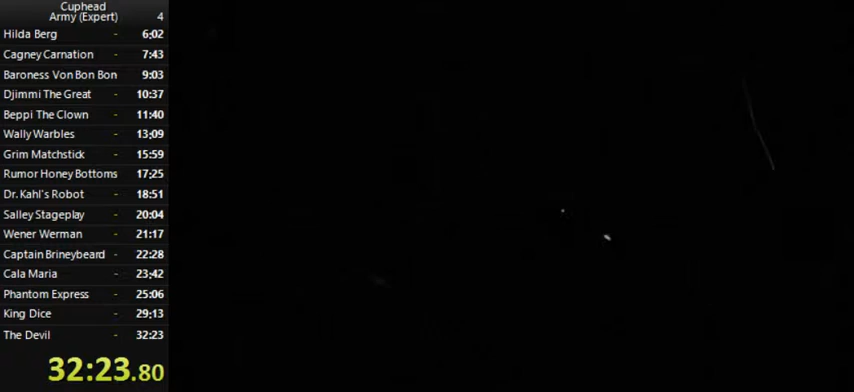 Cuphead
Army (Expert) 4
Hilda Berg - 6:02
Cagney Carnation - 7:43
Baroness Von Bon Bon 9:03
Djimmi The Great - 10:37
Beppi The Clown - 11:40
Wally Warbles - 13:09
Grim Matchstick - 15:59
Rumor Honey Bottoms 17:25
Dr. Kahl's Robot - 18:51
Salley Stageplay - 20:04
Wener Werman - 21:17
Captain Brineybeard - 22:28
Cala Maria - 23:42
Phantom Express - 25:06
King Dice - 29:13
The Devil - 32:23
32:23.80